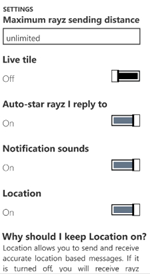 SETTINGS
Maximum rayz sending distance
unlimited
Live tile
Off
Auto-star rayz I reply to
On
Notification sounds
On
Location
On
Why should I keep Location on?
Location allows you to send and receive
accurate location based messages. If it
is turned off, you will receive rayz